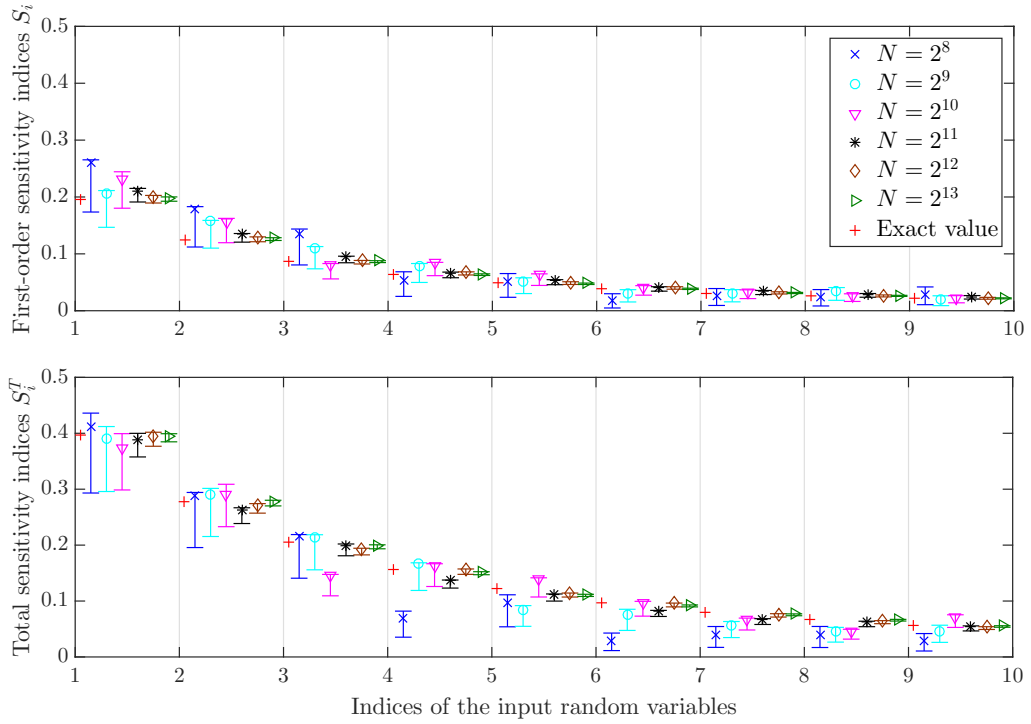 First-order sensitivity indices $S_i$
0.5
0.4
0.3
0.2
0.1
0
1 2 3 4 5 6 7 8 9 10
$N = 2^8$
$N = 2^9$
$N = 2^{10}$
$N = 2^{11}$
$N = 2^{12}$
$N = 2^{13}$
Exact value
Total sensitivity indices $S_i^T$
0.5
0.4
0.3
0.2
0.1
0
1 2 3 4 5 6 7 8 9 10
Indices of the input random variables